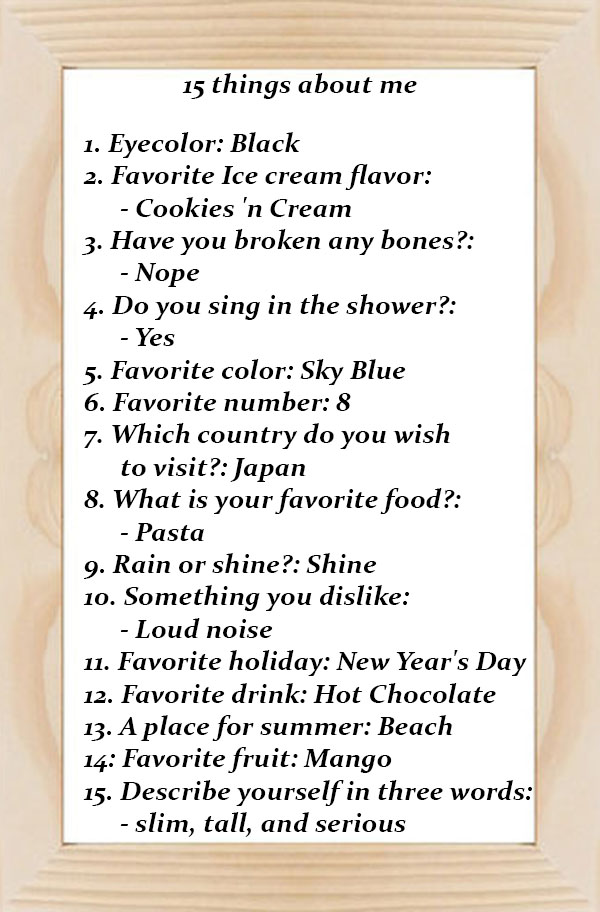 15 things about me
1. Eyecolor: Black
2. Favorite Ice cream flavor:
- Cookies 'n Cream
3. Have you broken any bones?:
- Nope
4. Do you sing in the shower?:
- Yes
5. Favorite color: Sky Blue
6. Favorite number: 8
7. Which country do you wish
to visit?: Japan
8. What is your favorite food?:
- Pasta
9. Rain or shine?: Shine
10. Something you dislike:
- Loud noise
11. Favorite holiday: New Year's Day
12. Favorite drink: Hot Chocolate
13. A place for summer: Beach
14: Favorite fruit: Mango
15. Describe yourself in three words:
- slim, tall, and serious